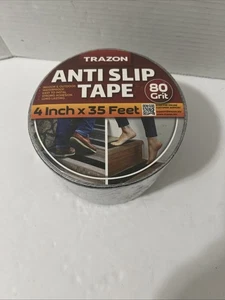 TRAZON
ANTI SLIP
TAPE
80
Grit
4 Inch x 35 Feet